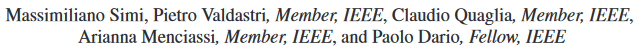 Massimiliano Simi, Pietro Valdastri, Member, IEEE, Claudio Quaglia, Member, IEEE,
Arianna Menciassi, Member, IEEE, and Paolo Dario, Fellow, IEEE